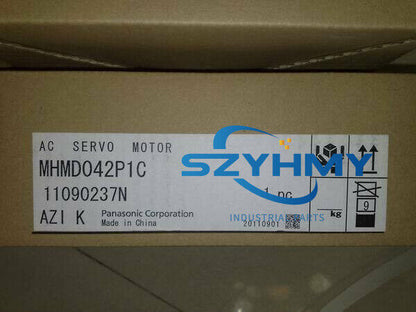 AC SERVO MOTOR
MHMD042P1C
SZYHMY
11090237N
1 pc
INDUSTRIAL PARTS
kg
9
AZI K
Panasonic Corporation
Made in China
20110901